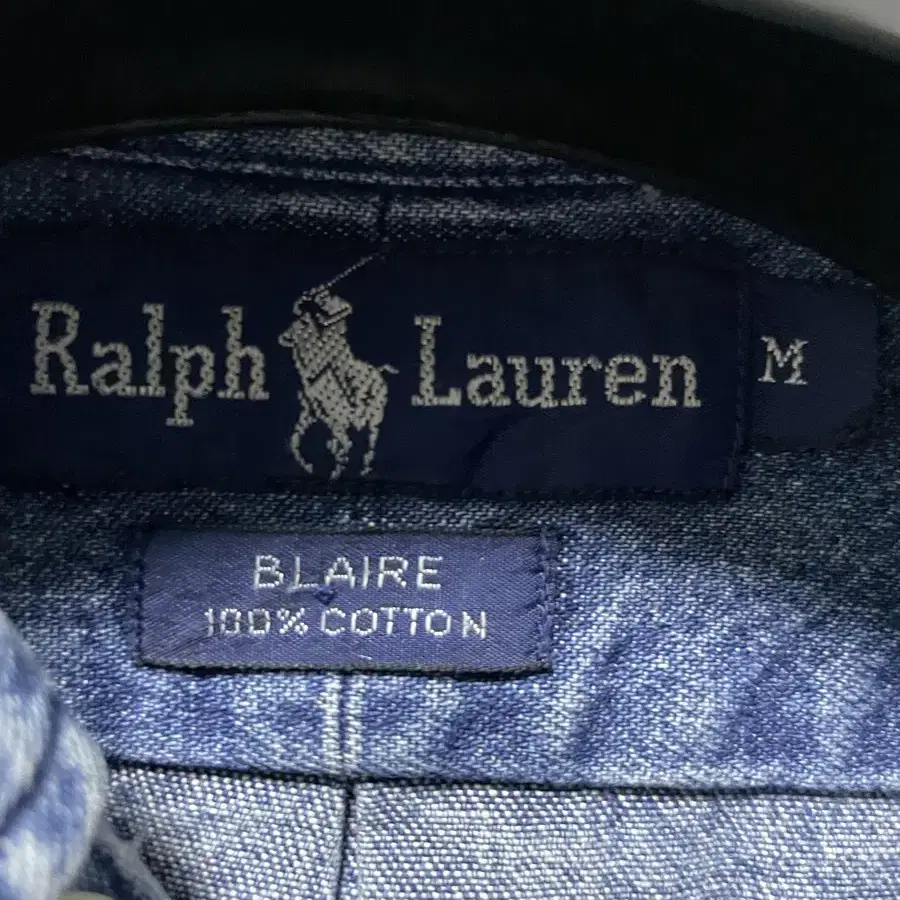 Ralph Lauren M
BLAIRE
100% COTTON